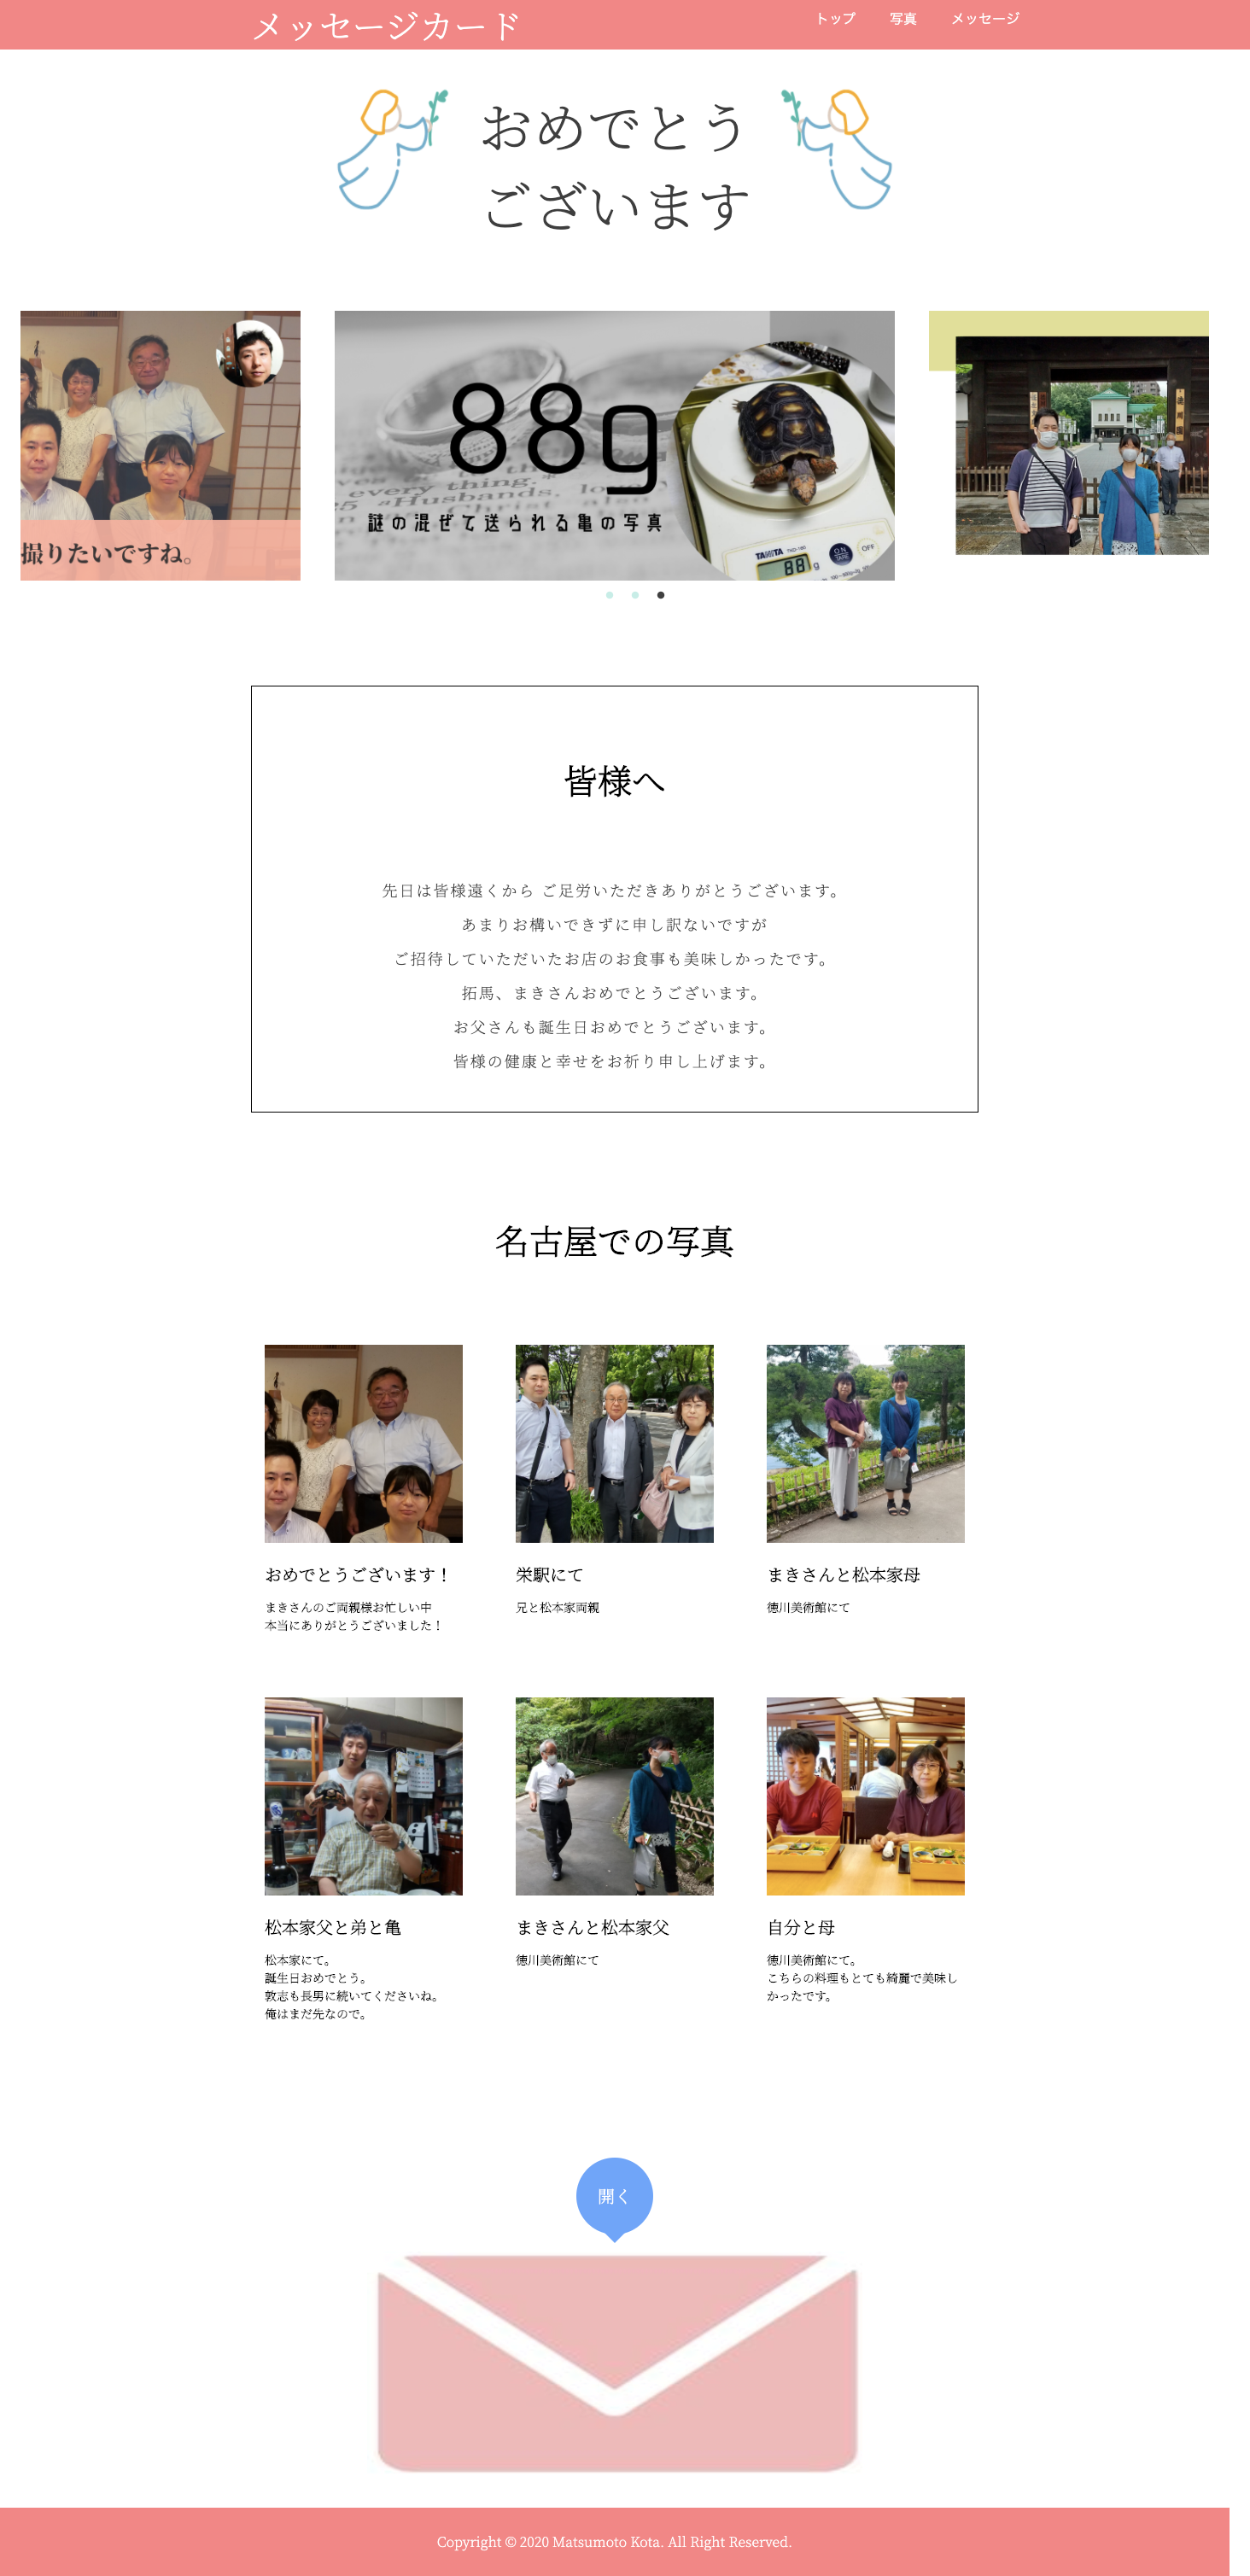 メッセージカード
トップ 写真 メッセージ
おめでとう
ございます
撮りたいですね。
88g
謎の混ぜて送られる亀の写真
everything.
"Husbands,
TANITA
ON
OFF
88 g
皆様へ
先日は皆様遠くから ご足労いただきありがとうございます。
あまりお構いできずに申し訳ないですが
ご招待していただいたお店のお食事も美味しかったです。
拓馬、まきさんおめでとうございます。
お父さんも誕生日おめでとうございます。
皆様の健康と幸せをお祈り申し上げます。
名古屋での写真
おめでとうございます！
まきさんのご両親様お忙しい中
本当にありがとうございました！
栄駅にて
兄と松本家両親
まきさんと松本家母
徳川美術館にて
松本家父と弟と亀
松本家にて。
誕生日おめでとう。
敦志も長男に続いてくださいね。
俺はまだ先なので。
まきさんと松本家父
徳川美術館にて
自分と母
徳川美術館にて。
こちらの料理もとても綺麗で美味し
かったです。
開く
Copyright © 2020 Matsumoto Kota. All Right Reserved.